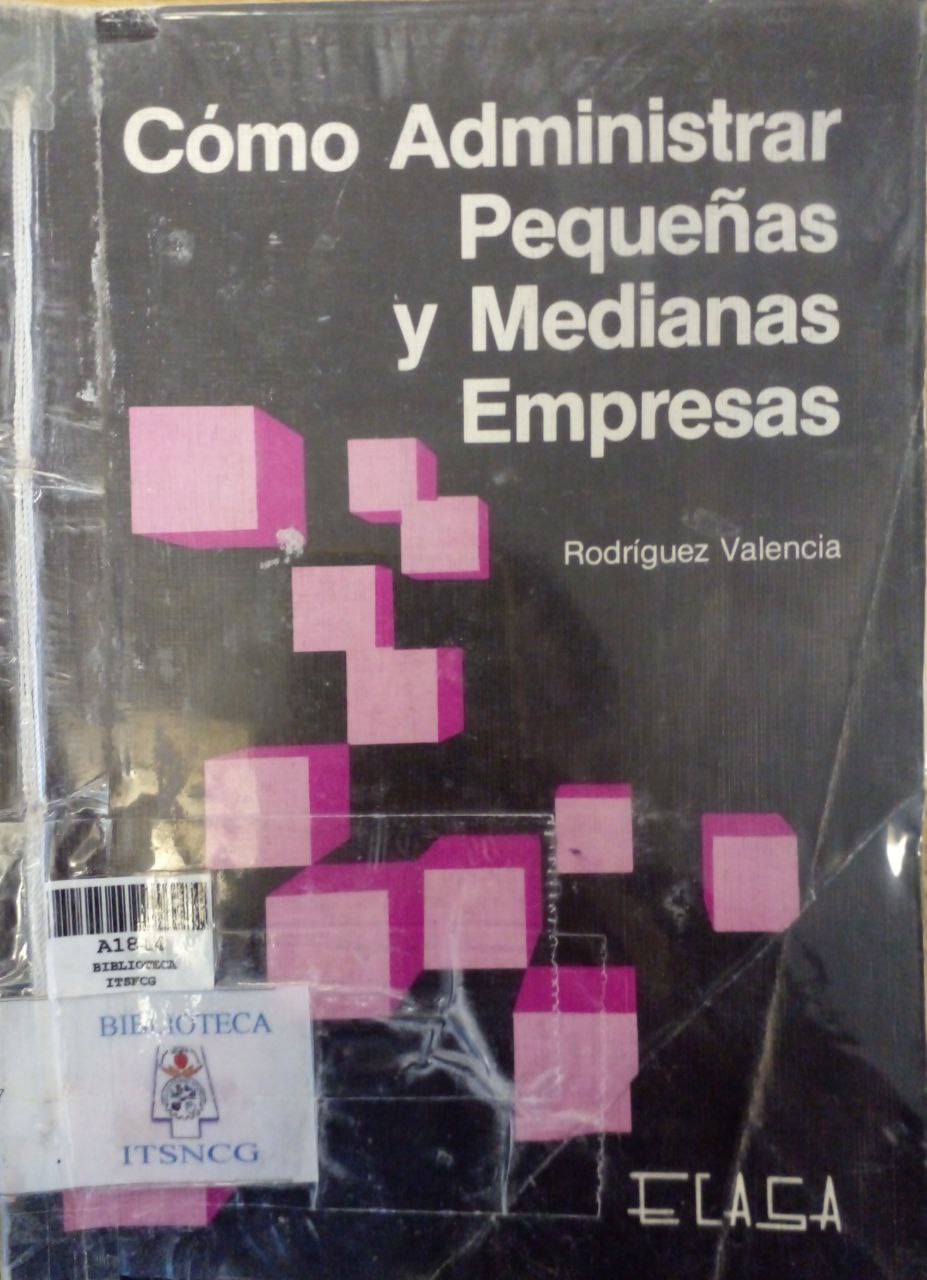 Cómo Administrar
Pequeñas
y Medianas
Empresas
Rodríguez Valencia
BIBLIOTECA
ITSFCG
BIBLIOTECA
ITSNCG
ECASA